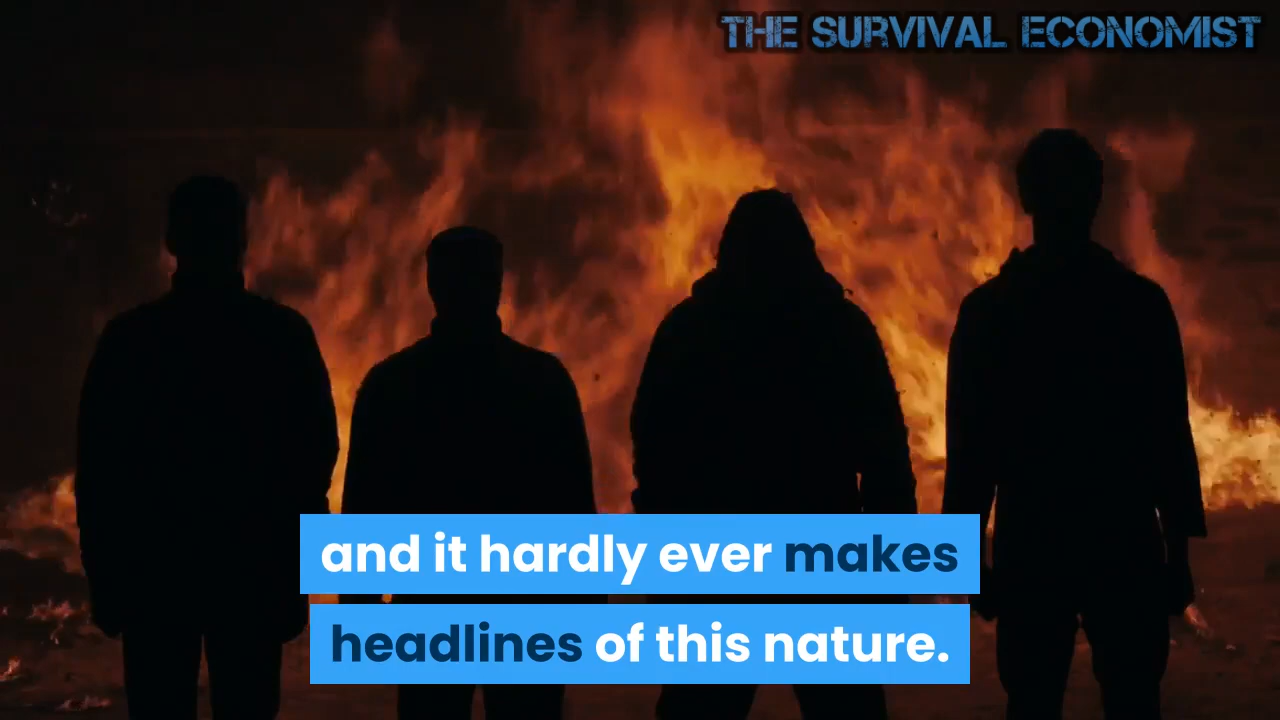 THE SURVIVAL ECONOMIST
and it hardly ever makes
headlines of this nature.